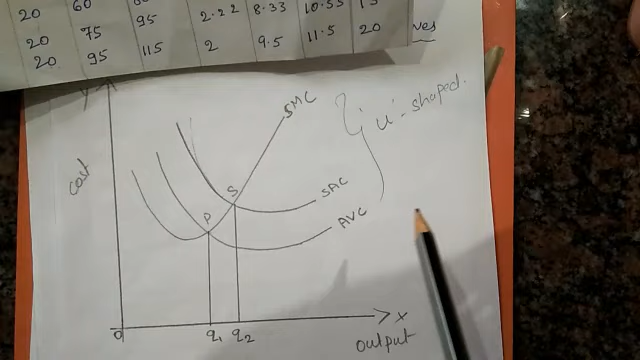 20 60 2.22 8.33 10.55 15
20 75 95
20 95 115 2 9.5 11.5 20
ves
y
SMC
'u' shaped.
cost
S
SAC
P
AVC
x
0 q1 q2
output